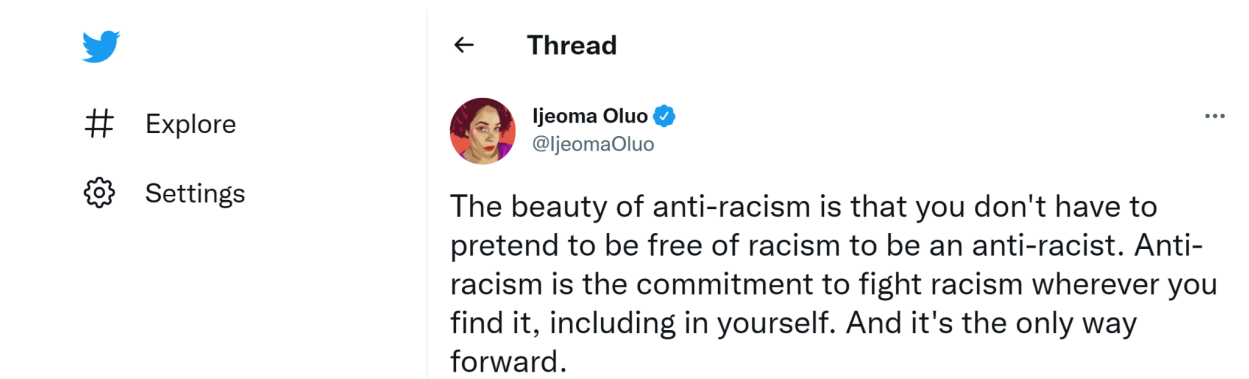 Thread
Explore
Settings
Ijeoma Oluo
@IjeomaOluo
The beauty of anti-racism is that you don't have to
pretend to be free of racism to be an anti-racist. Anti-
racism is the commitment to fight racism wherever you
find it, including in yourself. And it's the only way
forward.